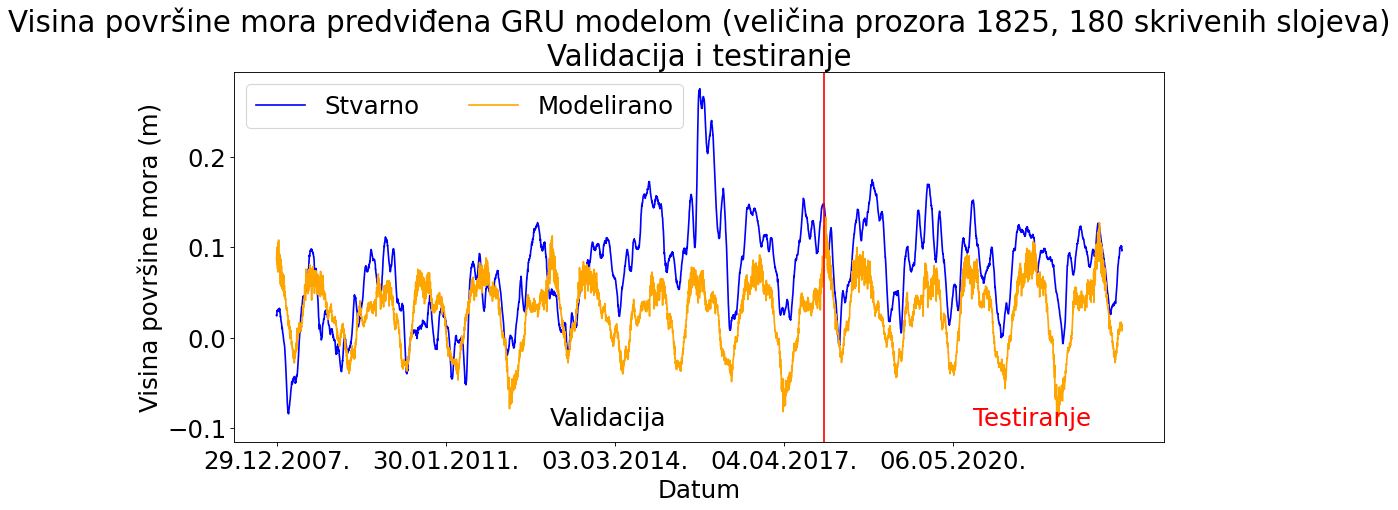 Visina površine mora predviđena GRU modelom (veličina prozora 1825, 180 skrivenih slojeva)
Validacija i testiranje
Stvarno
Modelirano
Visina površine mora (m)
0.2
0.1
0.0
−0.1
Validacija
Testiranje
29.12.2007.
30.01.2011.
03.03.2014.
04.04.2017.
06.05.2020.
Datum